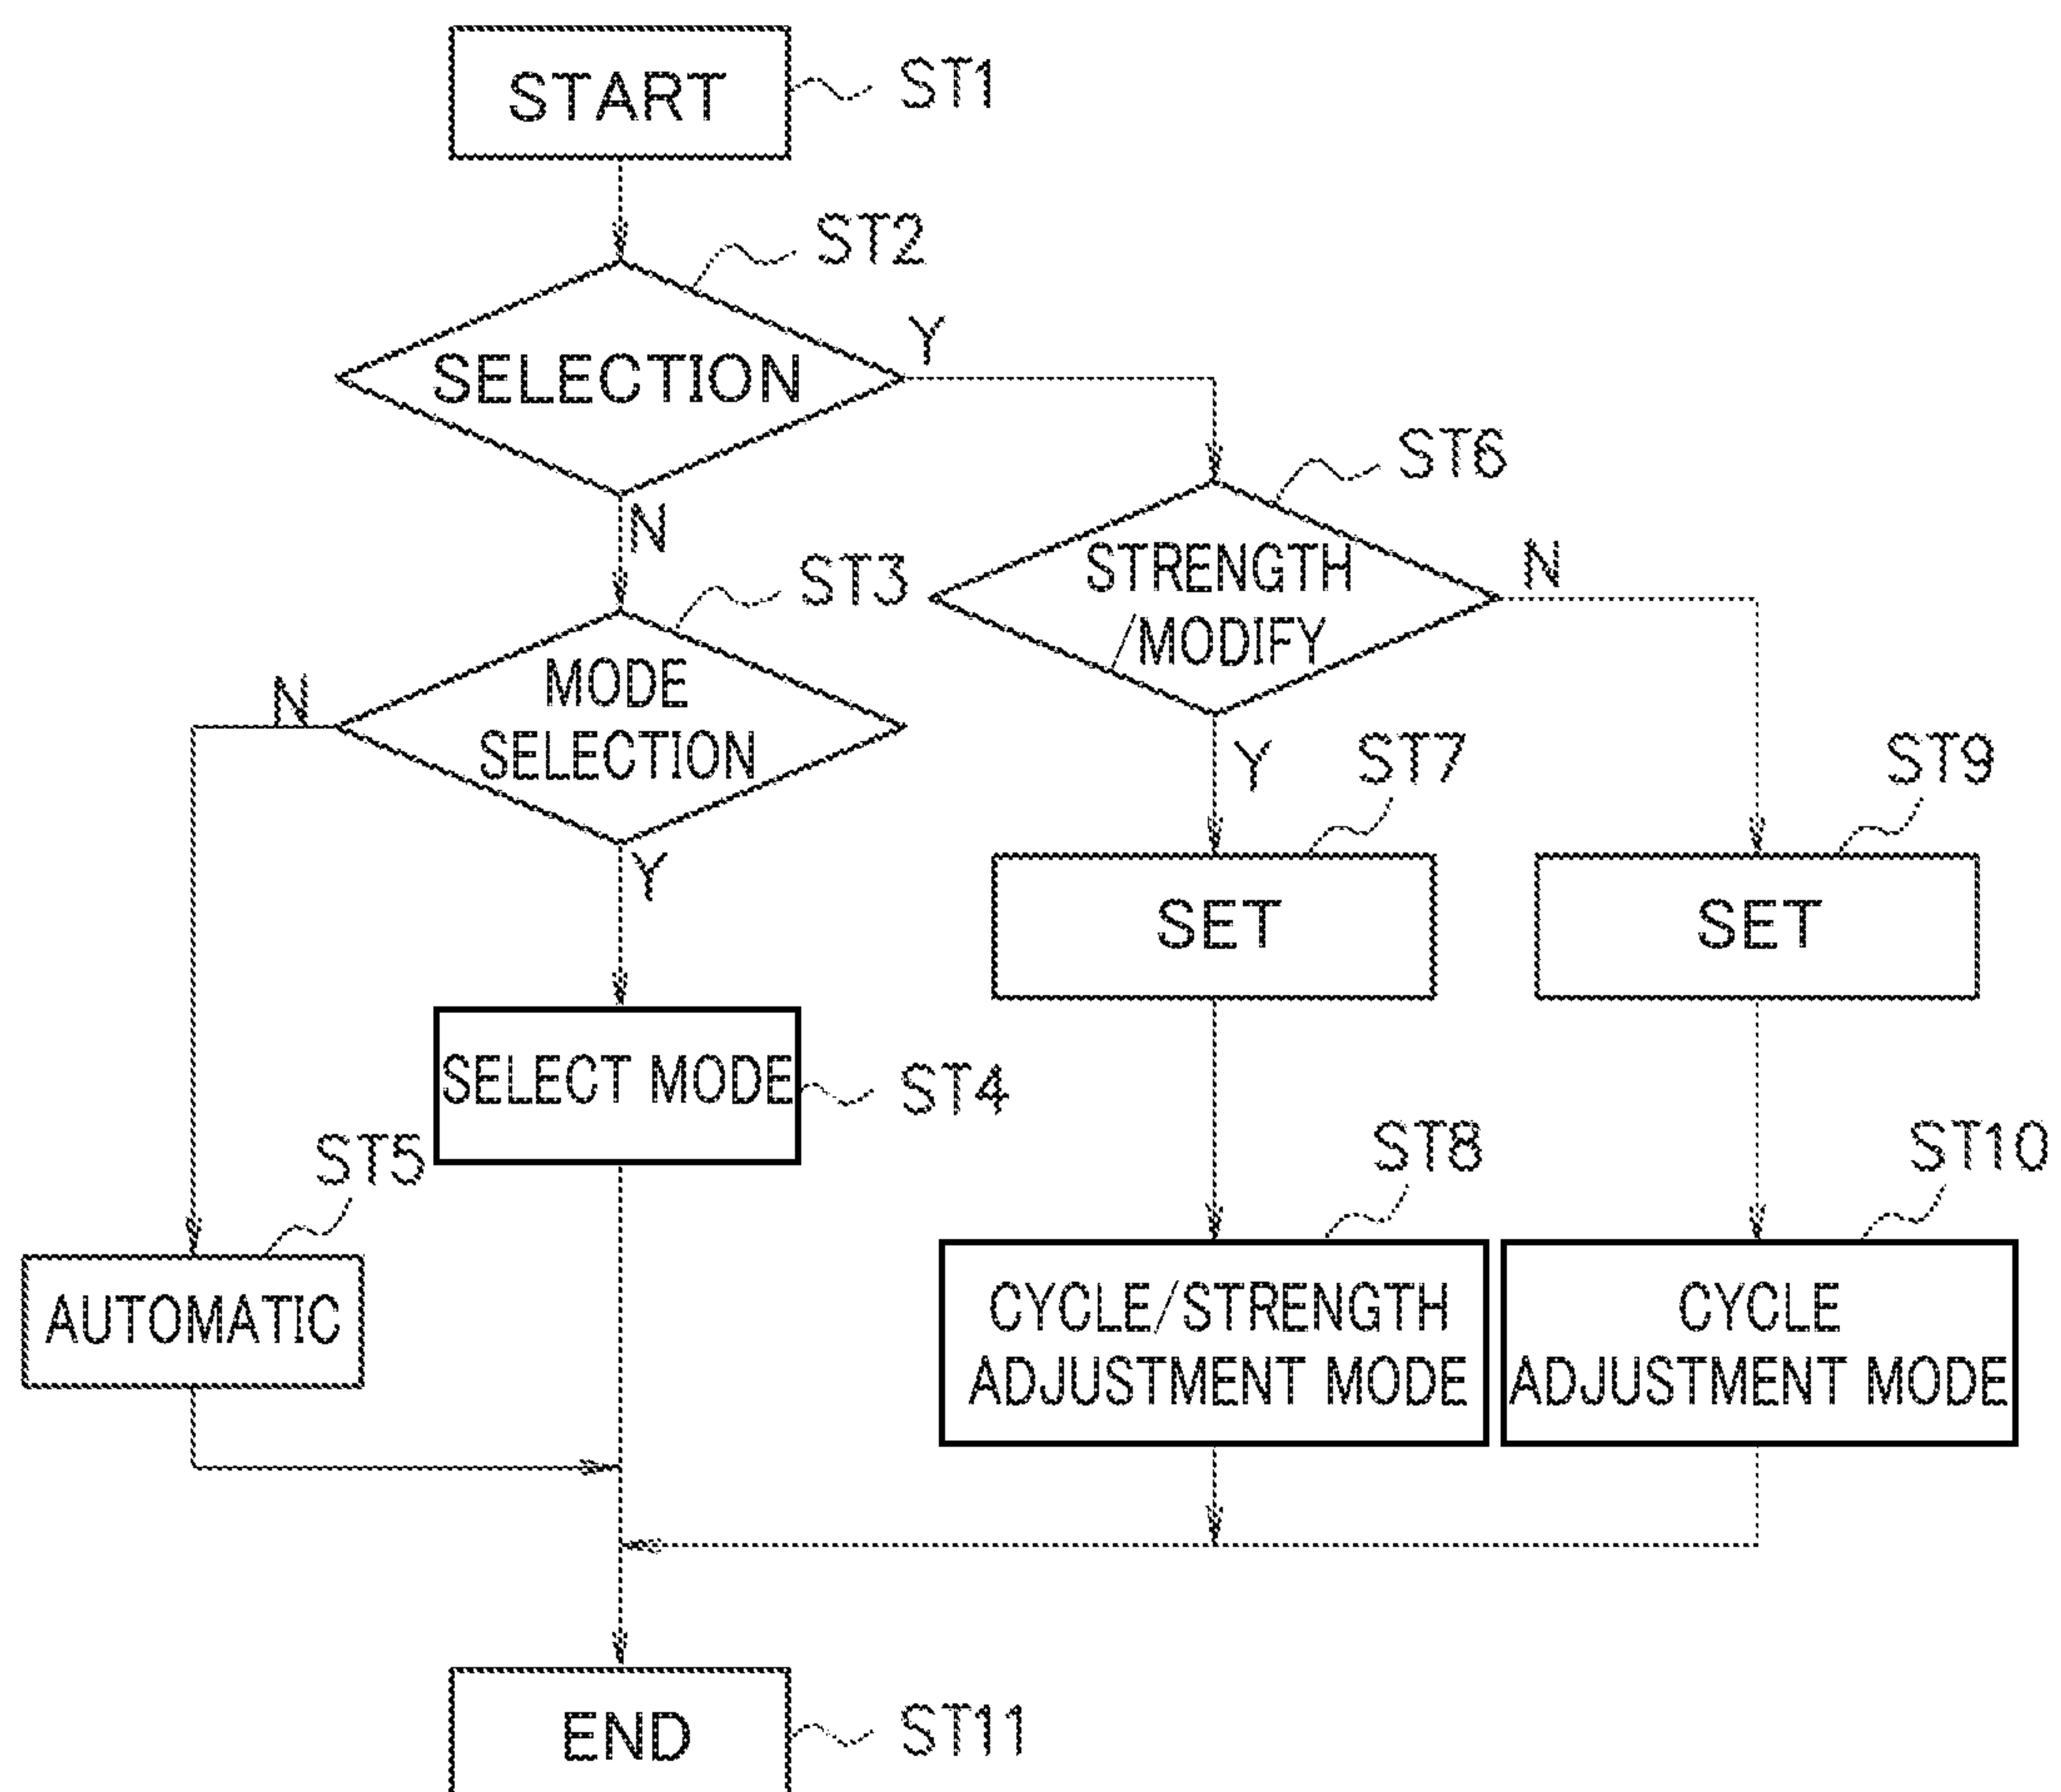 START
ST1
ST2
SELECTION
Y
N
ST6
STRENGTH
/MODIFY
N
ST3
MODE
SELECTION
N
Y
Y
ST7
ST9
SET
SET
SELECT MODE
ST4
ST5
AUTOMATIC
ST8
ST10
CYCLE/STRENGTH
ADJUSTMENT MODE
CYCLE
ADJUSTMENT MODE
END
ST11